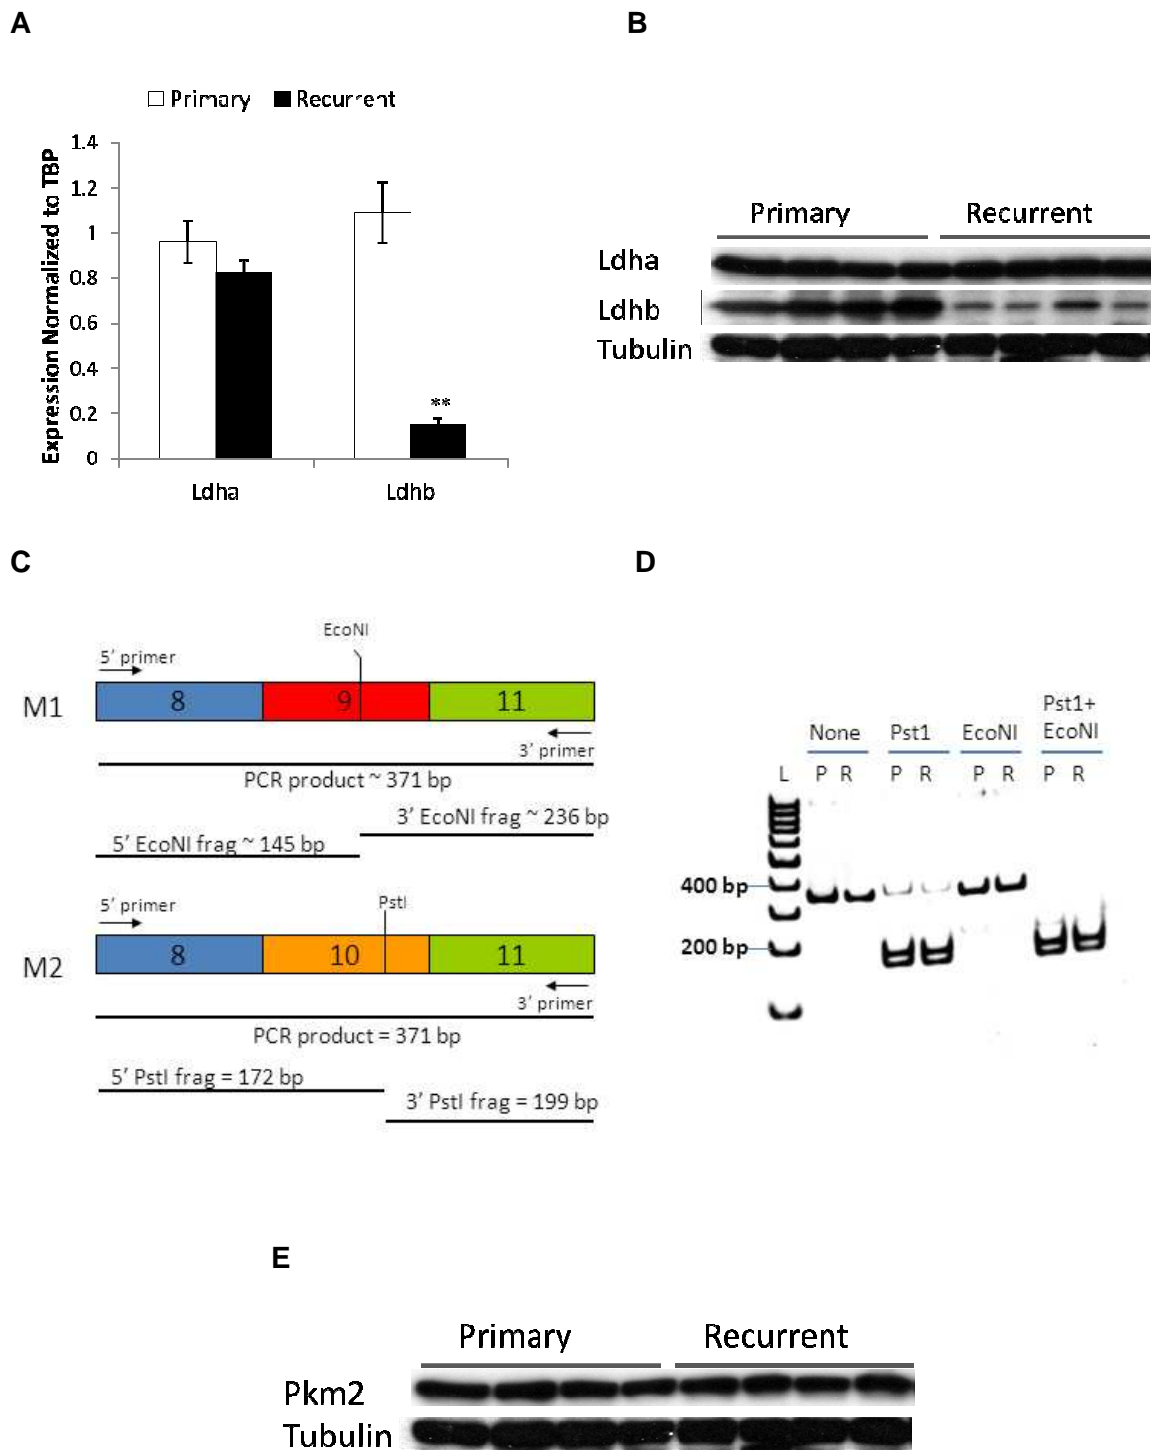 A
Primary Recurrent
Expression Normalized to TBP
1.4
1.2
1
0.8
0.6
0.4
0.2
0
**
Ldha Ldhb
B
Primary Recurrent
Ldha
Ldhb
Tubulin
C
EcoNI
5' primer
M1 8 9 11
3' primer
PCR product ~ 371 bp
3' EcoNI frag ~ 236 bp
5' EcoNI frag ~ 145 bp
5' primer
PstI
M2 8 10 11
3' primer
PCR product = 371 bp
5' PstI frag = 172 bp
3' PstI frag = 199 bp
D
None Pst1 EcoNI Pst1+ EcoNI
L P R P R P R P R
400 bp
200 bp
E
Primary Recurrent
Pkm2
Tubulin